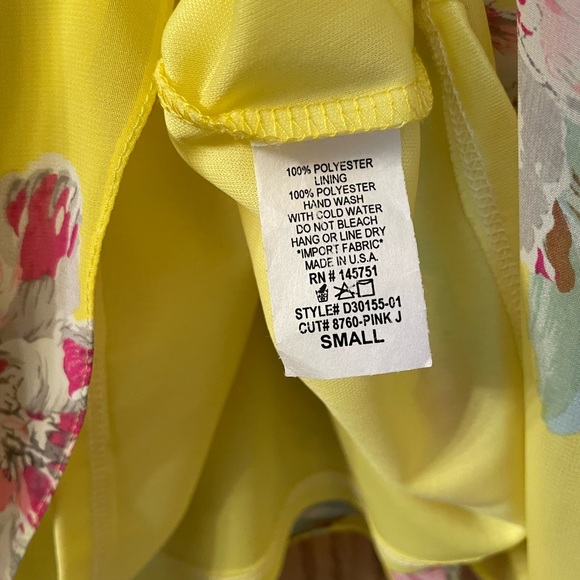 100% POLYESTER
LINING
100% POLYESTER
HAND WASH
WITH COLD WATER
DO NOT BLEACH
HANG OR LINE DRY
*IMPORT FABRIC*
MADE IN U.S.A.
RN # 145751
STYLE# D30155-01
CUT# 8760-PINK J
SMALL